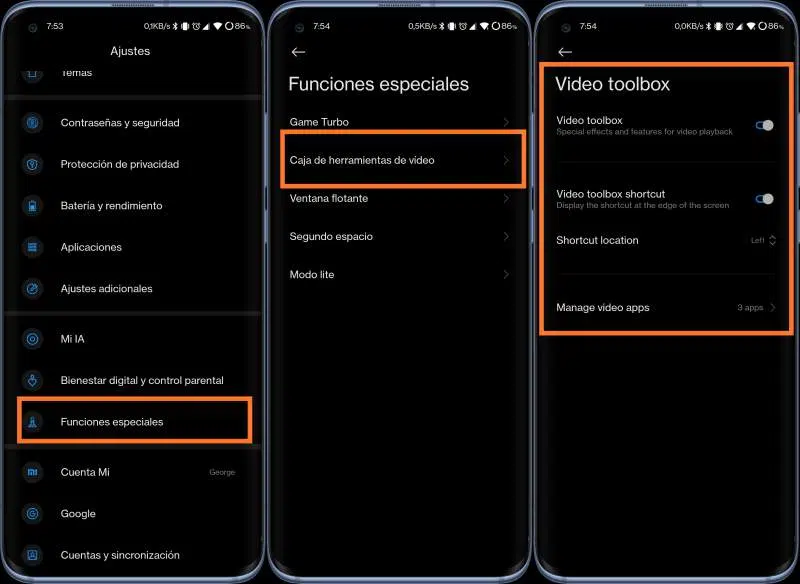 7:53
0,1KB/s
86%
Ajustes
Temas
Contraseñas y seguridad
Protección de privacidad
Batería y rendimiento
Aplicaciones
Ajustes adicionales
Mi IA
Bienestar digital y control parental
Funciones especiales
Cuenta Mi
George
Google
Cuentas y sincronización
7:54
0,5KB/s
86%
Funciones especiales
Game Turbo
Caja de herramientas de vídeo
Ventana flotante
Segundo espacio
Modo lite
7:54
0,0KB/s
86%
Video toolbox
Video toolbox
Special effects and features for video playback
Video toolbox shortcut
Display the shortcut at the edge of the screen
Shortcut location
Left
Manage video apps
3 apps